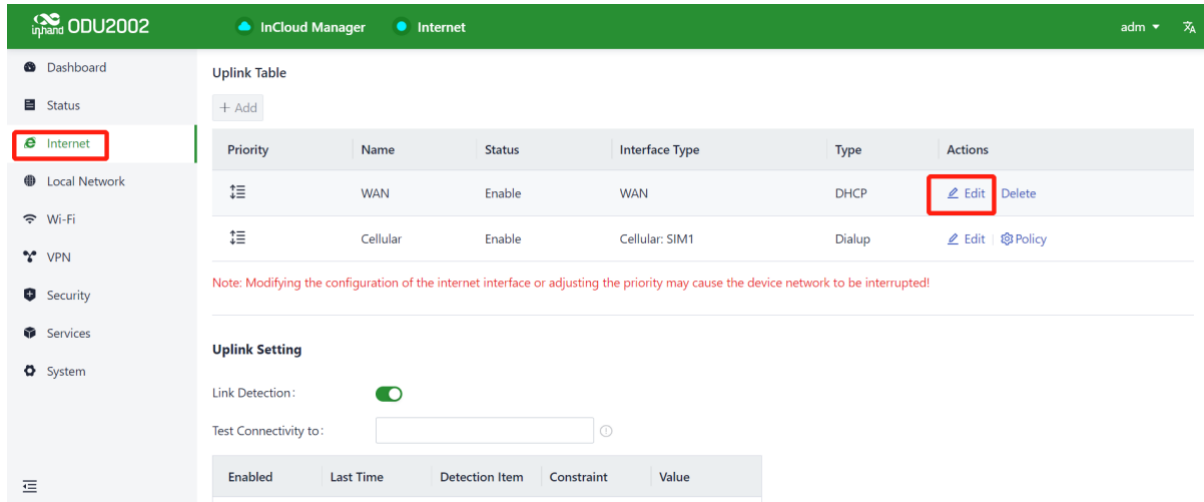 inhand ODU2002 InCloud Manager Internet adm
Dashboard
Status
Internet
Local Network
Wi-Fi
VPN
Security
Services
System
Uplink Table
+ Add
Priority Name Status Interface Type Type Actions
WAN Enable WAN DHCP Edit Delete
Cellular Enable Cellular: SIM1 Dialup Edit Policy
Note: Modifying the configuration of the internet interface or adjusting the priority may cause the device network to be interrupted!
Uplink Setting
Link Detection:
Test Connectivity to:
Enabled Last Time Detection Item Constraint Value